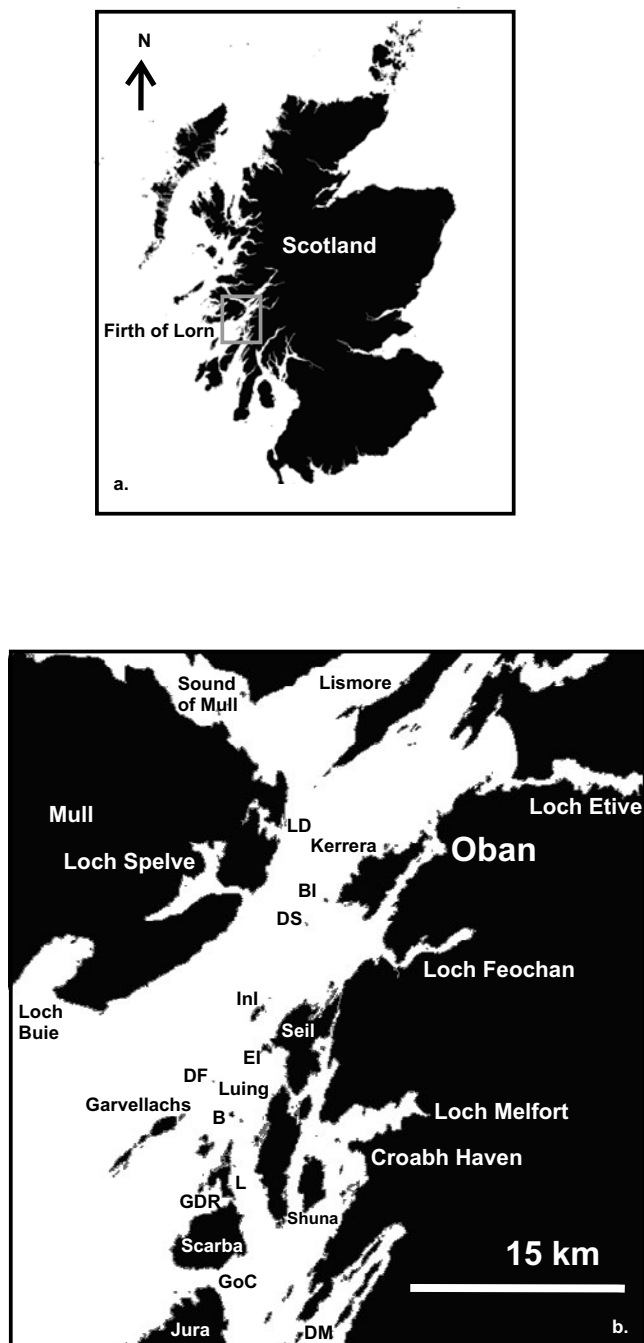 N
Scotland
Firth of Lorn
a.
Sound
of Mull
Lismore
Loch Etive
Mull
LD
Kerrera
Oban
Loch Spelve
BI
DS
Loch Feochan
InI
Loch
Buie
Seil
EI
DF
Luing
Garvellachs
B
Loch Melfort
Croabh Haven
L
GDR
Shuna
Scarba
15 km
GoC
Jura
DM
b.